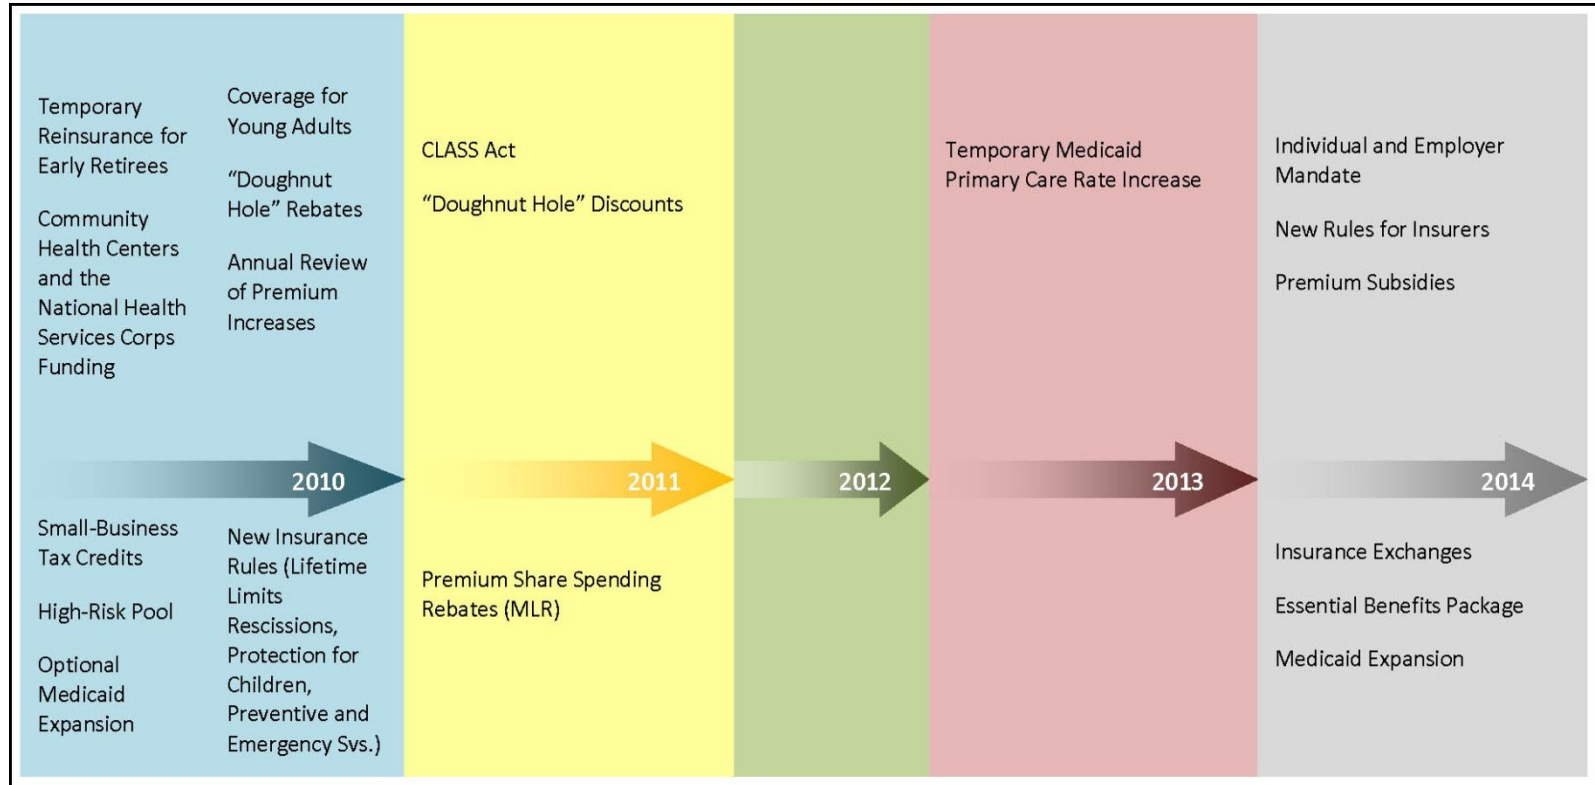 Temporary
Reinsurance for
Early Retirees
Community
Health Centers
and the
National Health
Services Corps
Funding
Coverage for
Young Adults
“Doughnut
Hole” Rebates
Annual Review
of Premium
Increases
2010
Small-Business
Tax Credits
High-Risk Pool
Optional
Medicaid
Expansion
New Insurance
Rules (Lifetime
Limits
Rescissions,
Protection for
Children,
Preventive and
Emergency Svs.)
CLASS Act
“Doughnut Hole” Discounts
2011
Premium Share Spending
Rebates (MLR)
2012
Temporary Medicaid
Primary Care Rate Increase
2013
Individual and Employer
Mandate
New Rules for Insurers
Premium Subsidies
2014
Insurance Exchanges
Essential Benefits Package
Medicaid Expansion